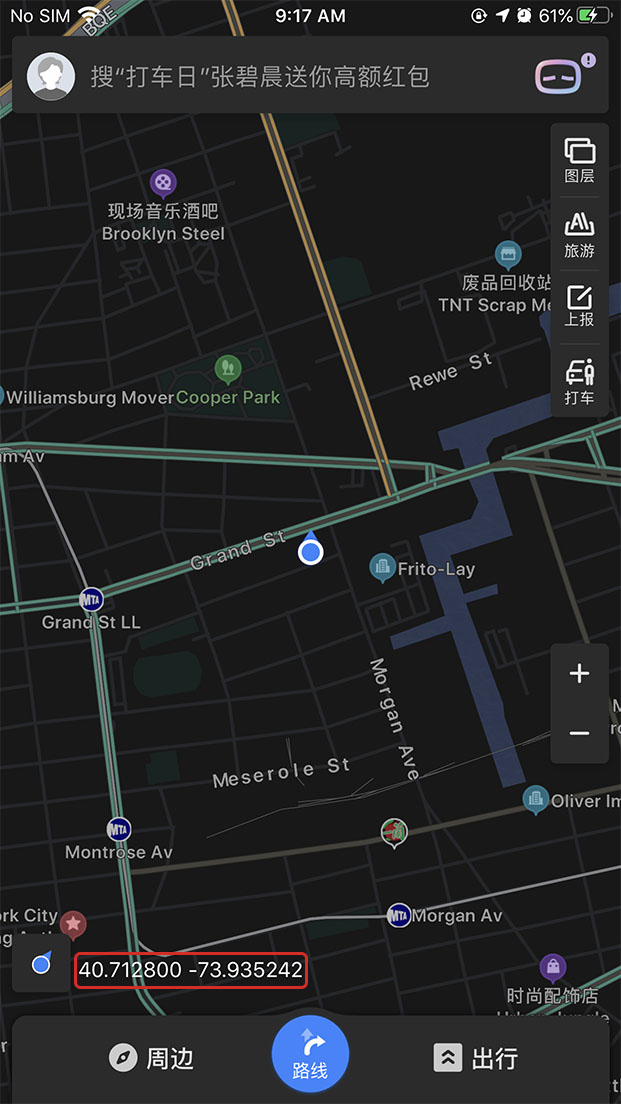 No SIM
9:17 AM
61%
BQE
搜“打车日”张碧晨送你高额红包
图层
旅游
上报
打车
现场音乐酒吧
Brooklyn Steel
废品回收站
TNT Scrap Me
Rewe St
Williamsburg Mover
Cooper Park
m Av
Grand St
Frito-Lay
MTA
Grand St LL
Morgan Ave
Meserole St
+
−
Oliver Im
MTA
Montrose Av
rk City
MTA
Morgan Av
40.712800 -73.935242
时尚配饰店
周边
路线
出行